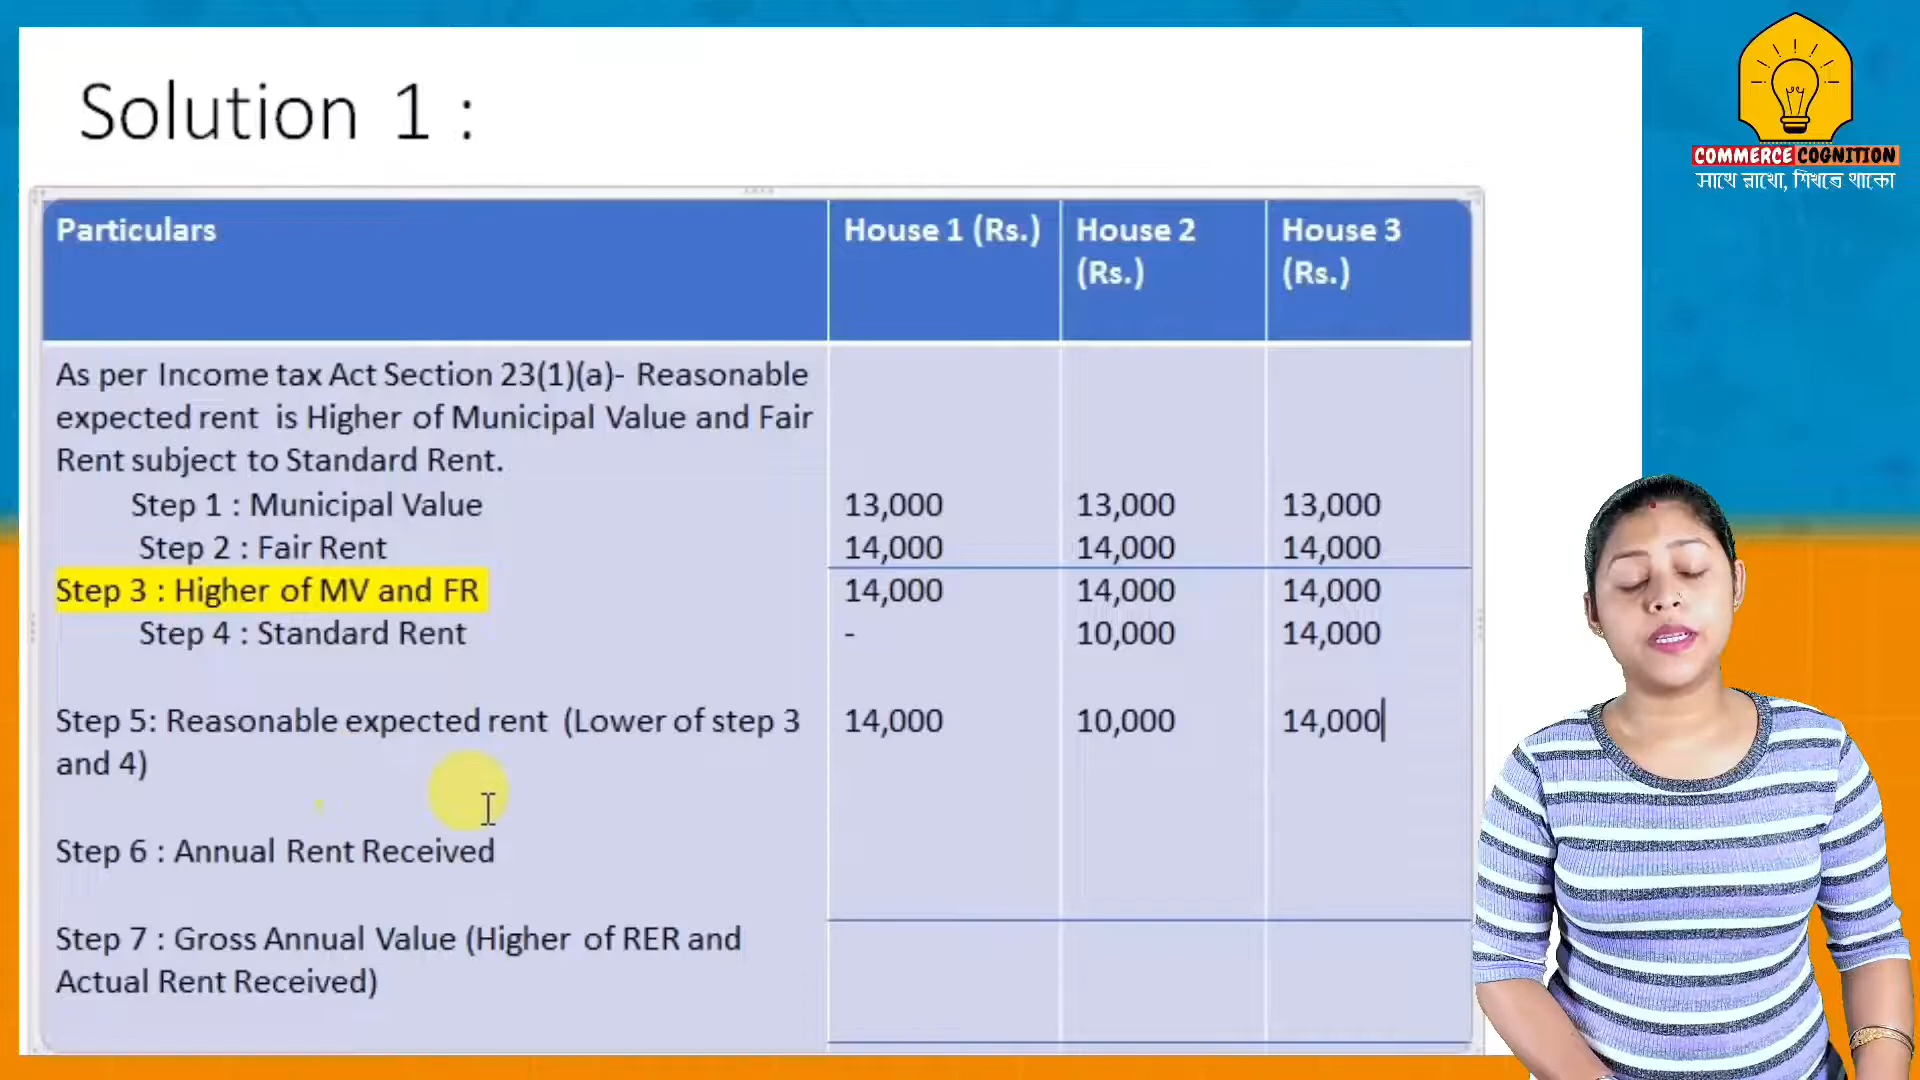 Solution 1 :
COMMERCE COGNITION
সাথে রাখো, শিখতে থাকো
Particulars
House 1 (Rs.)
House 2
(Rs.)
House 3
(Rs.)
As per Income tax Act Section 23(1)(a)- Reasonable
expected rent is Higher of Municipal Value and Fair
Rent subject to Standard Rent.
Step 1 : Municipal Value 13,000 13,000 13,000
Step 2 : Fair Rent 14,000 14,000 14,000
Step 3 : Higher of MV and FR 14,000 14,000 14,000
Step 4 : Standard Rent - 10,000 14,000
Step 5: Reasonable expected rent (Lower of step 3 14,000 10,000 14,000
and 4)
Step 6 : Annual Rent Received
Step 7 : Gross Annual Value (Higher of RER and
Actual Rent Received)